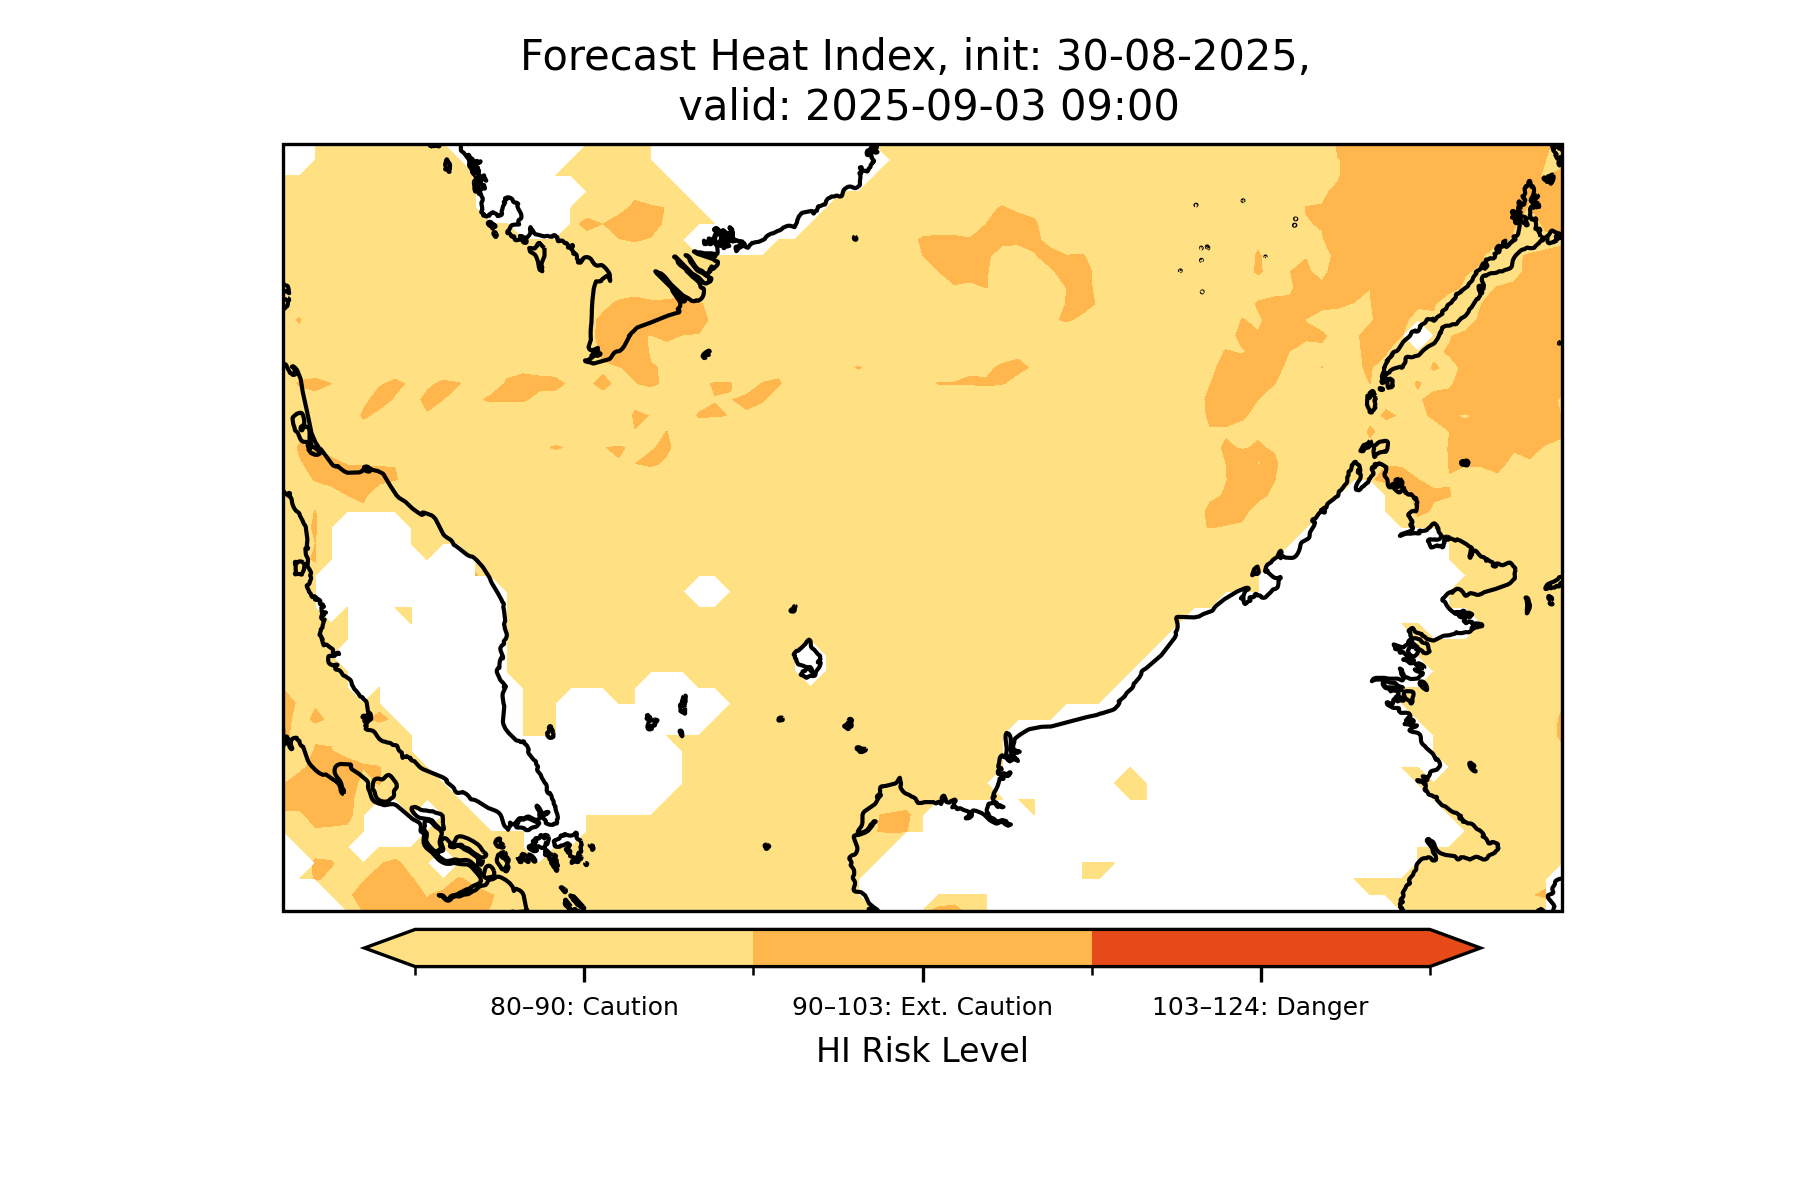 Forecast Heat Index, init: 30-08-2025,
valid: 2025-09-03 09:00
80–90: Caution
90–103: Ext. Caution
103–124: Danger
HI Risk Level